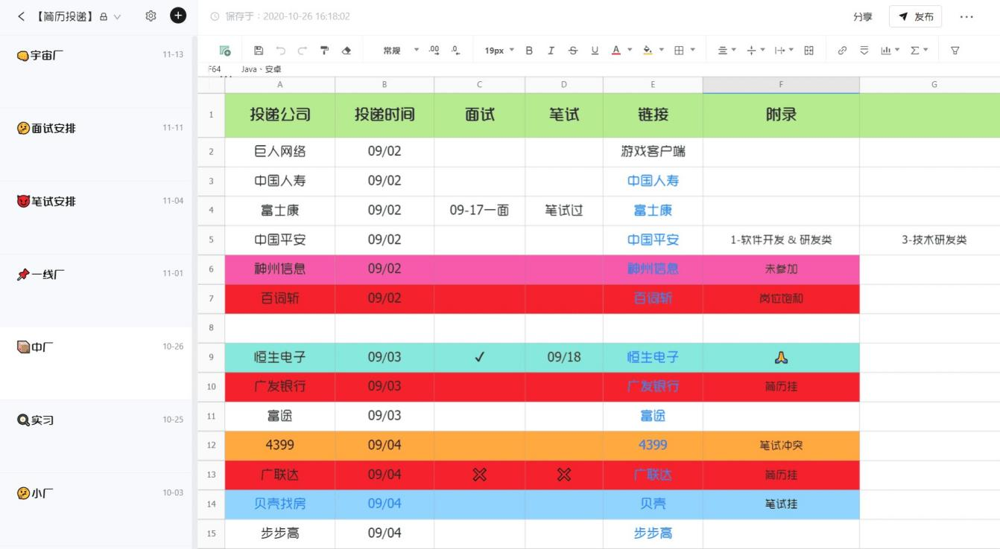 【简历投递】
保存于：2020-10-26 16:18:02
分享
发布
宇宙厂 11-13
面试安排 11-11
笔试安排 11-04
一线厂 11-01
中厂 10-26
实习 10-25
小厂 10-03
常规 .00 .0 19px B I S U A
F64 Java、安卓
A B C D E F G
1 投递公司 投递时间 面试 笔试 链接 附录
2 巨人网络 09/02 游戏客户端
3 中国人寿 09/02 中国人寿
4 富士康 09/02 09-17一面 笔试过 富士康
5 中国平安 09/02 中国平安 1-软件开发 & 研发类 3-技术研发类
6 神州信息 09/02 神州信息 未参加
7 百词斩 09/02 百词斩 岗位饱和
8
9 恒生电子 09/03 ✓ 09/18 恒生电子 🙏
10 广发银行 09/03 广发银行 简历挂
11 富途 09/03 富途
12 4399 09/04 4399 笔试冲突
13 广联达 09/04 ❌ ❌ 广联达 简历挂
14 贝壳找房 09/04 贝壳 笔试挂
15 步步高 09/04 步步高